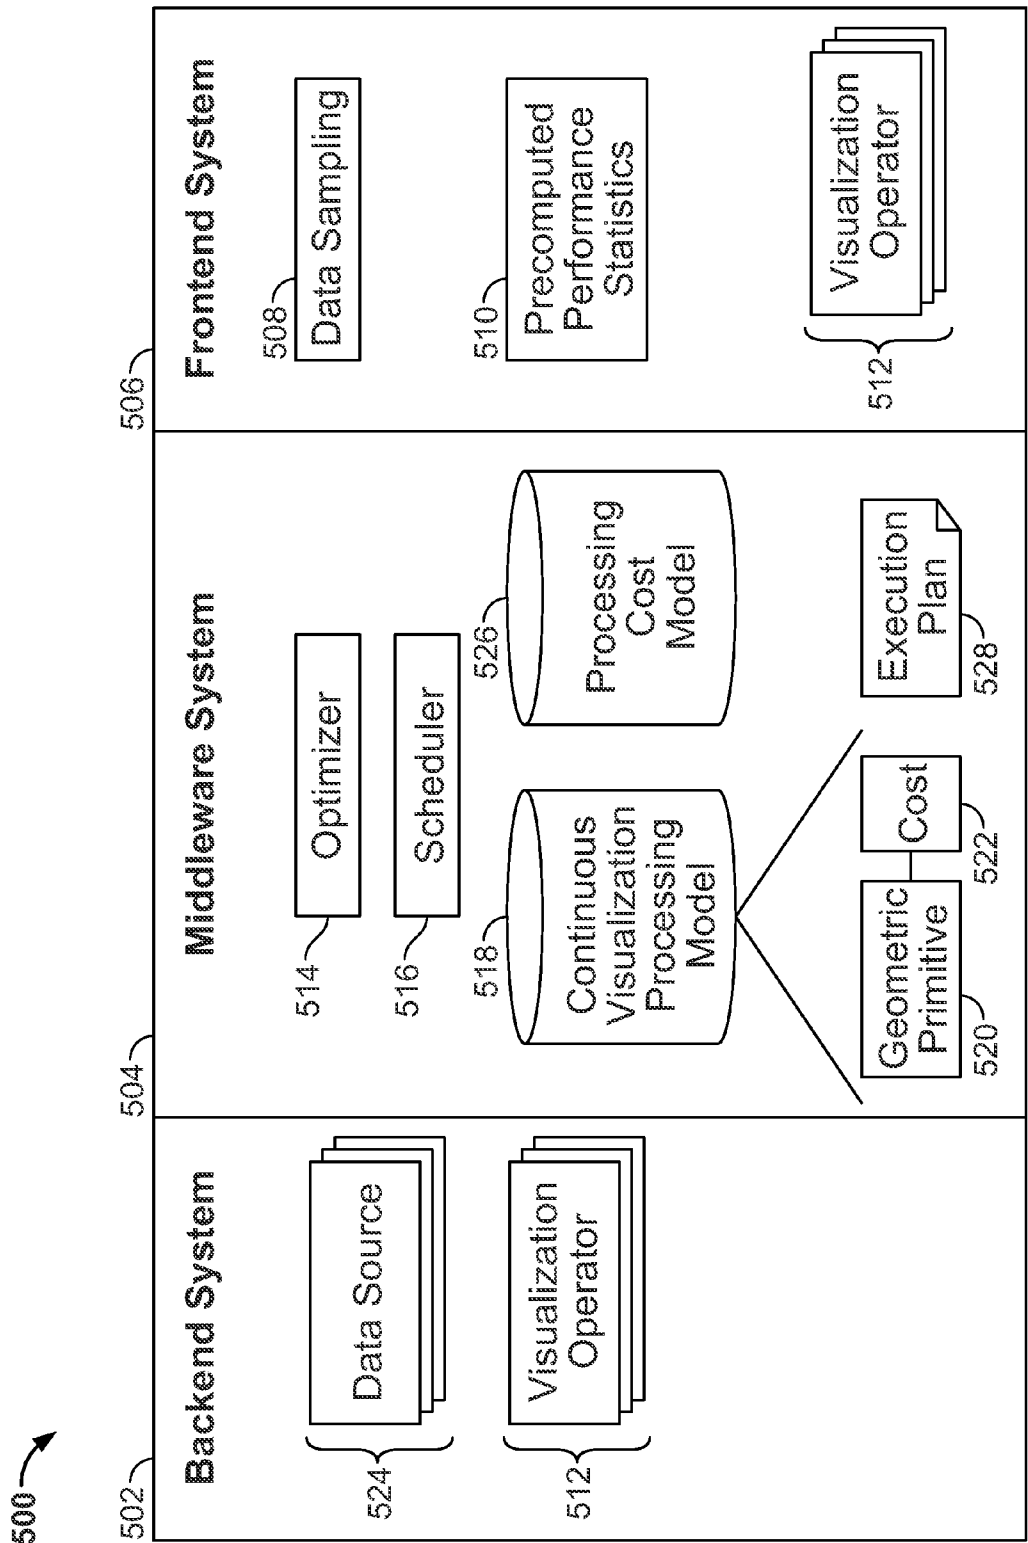 500
502
Backend System
524
Data Source
512
Visualization
Operator
504
Middleware System
514
Optimizer
516
Scheduler
518
Continuous
Visualization
Processing
Model
526
Processing
Cost
Model
Geometric
Primitive
520
Cost
522
Execution
Plan
528
506
Frontend System
508
Data Sampling
510
Precomputed
Performance
Statistics
Visualization
Operator
512